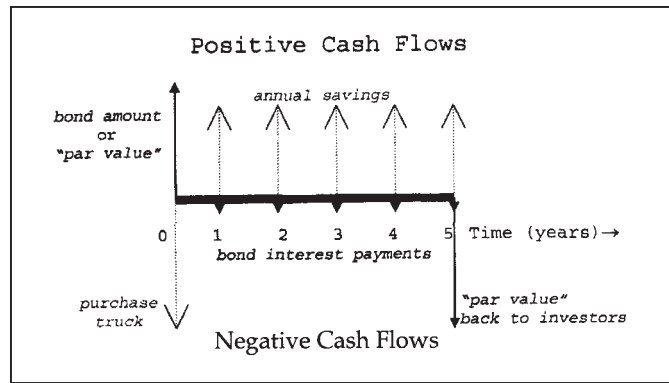 Positive Cash Flows
annual savings
bond amount
or
"par value"
0 1 2 3 4 5 Time (years)→
bond interest payments
purchase
truck
"par value"
back to investors
Negative Cash Flows